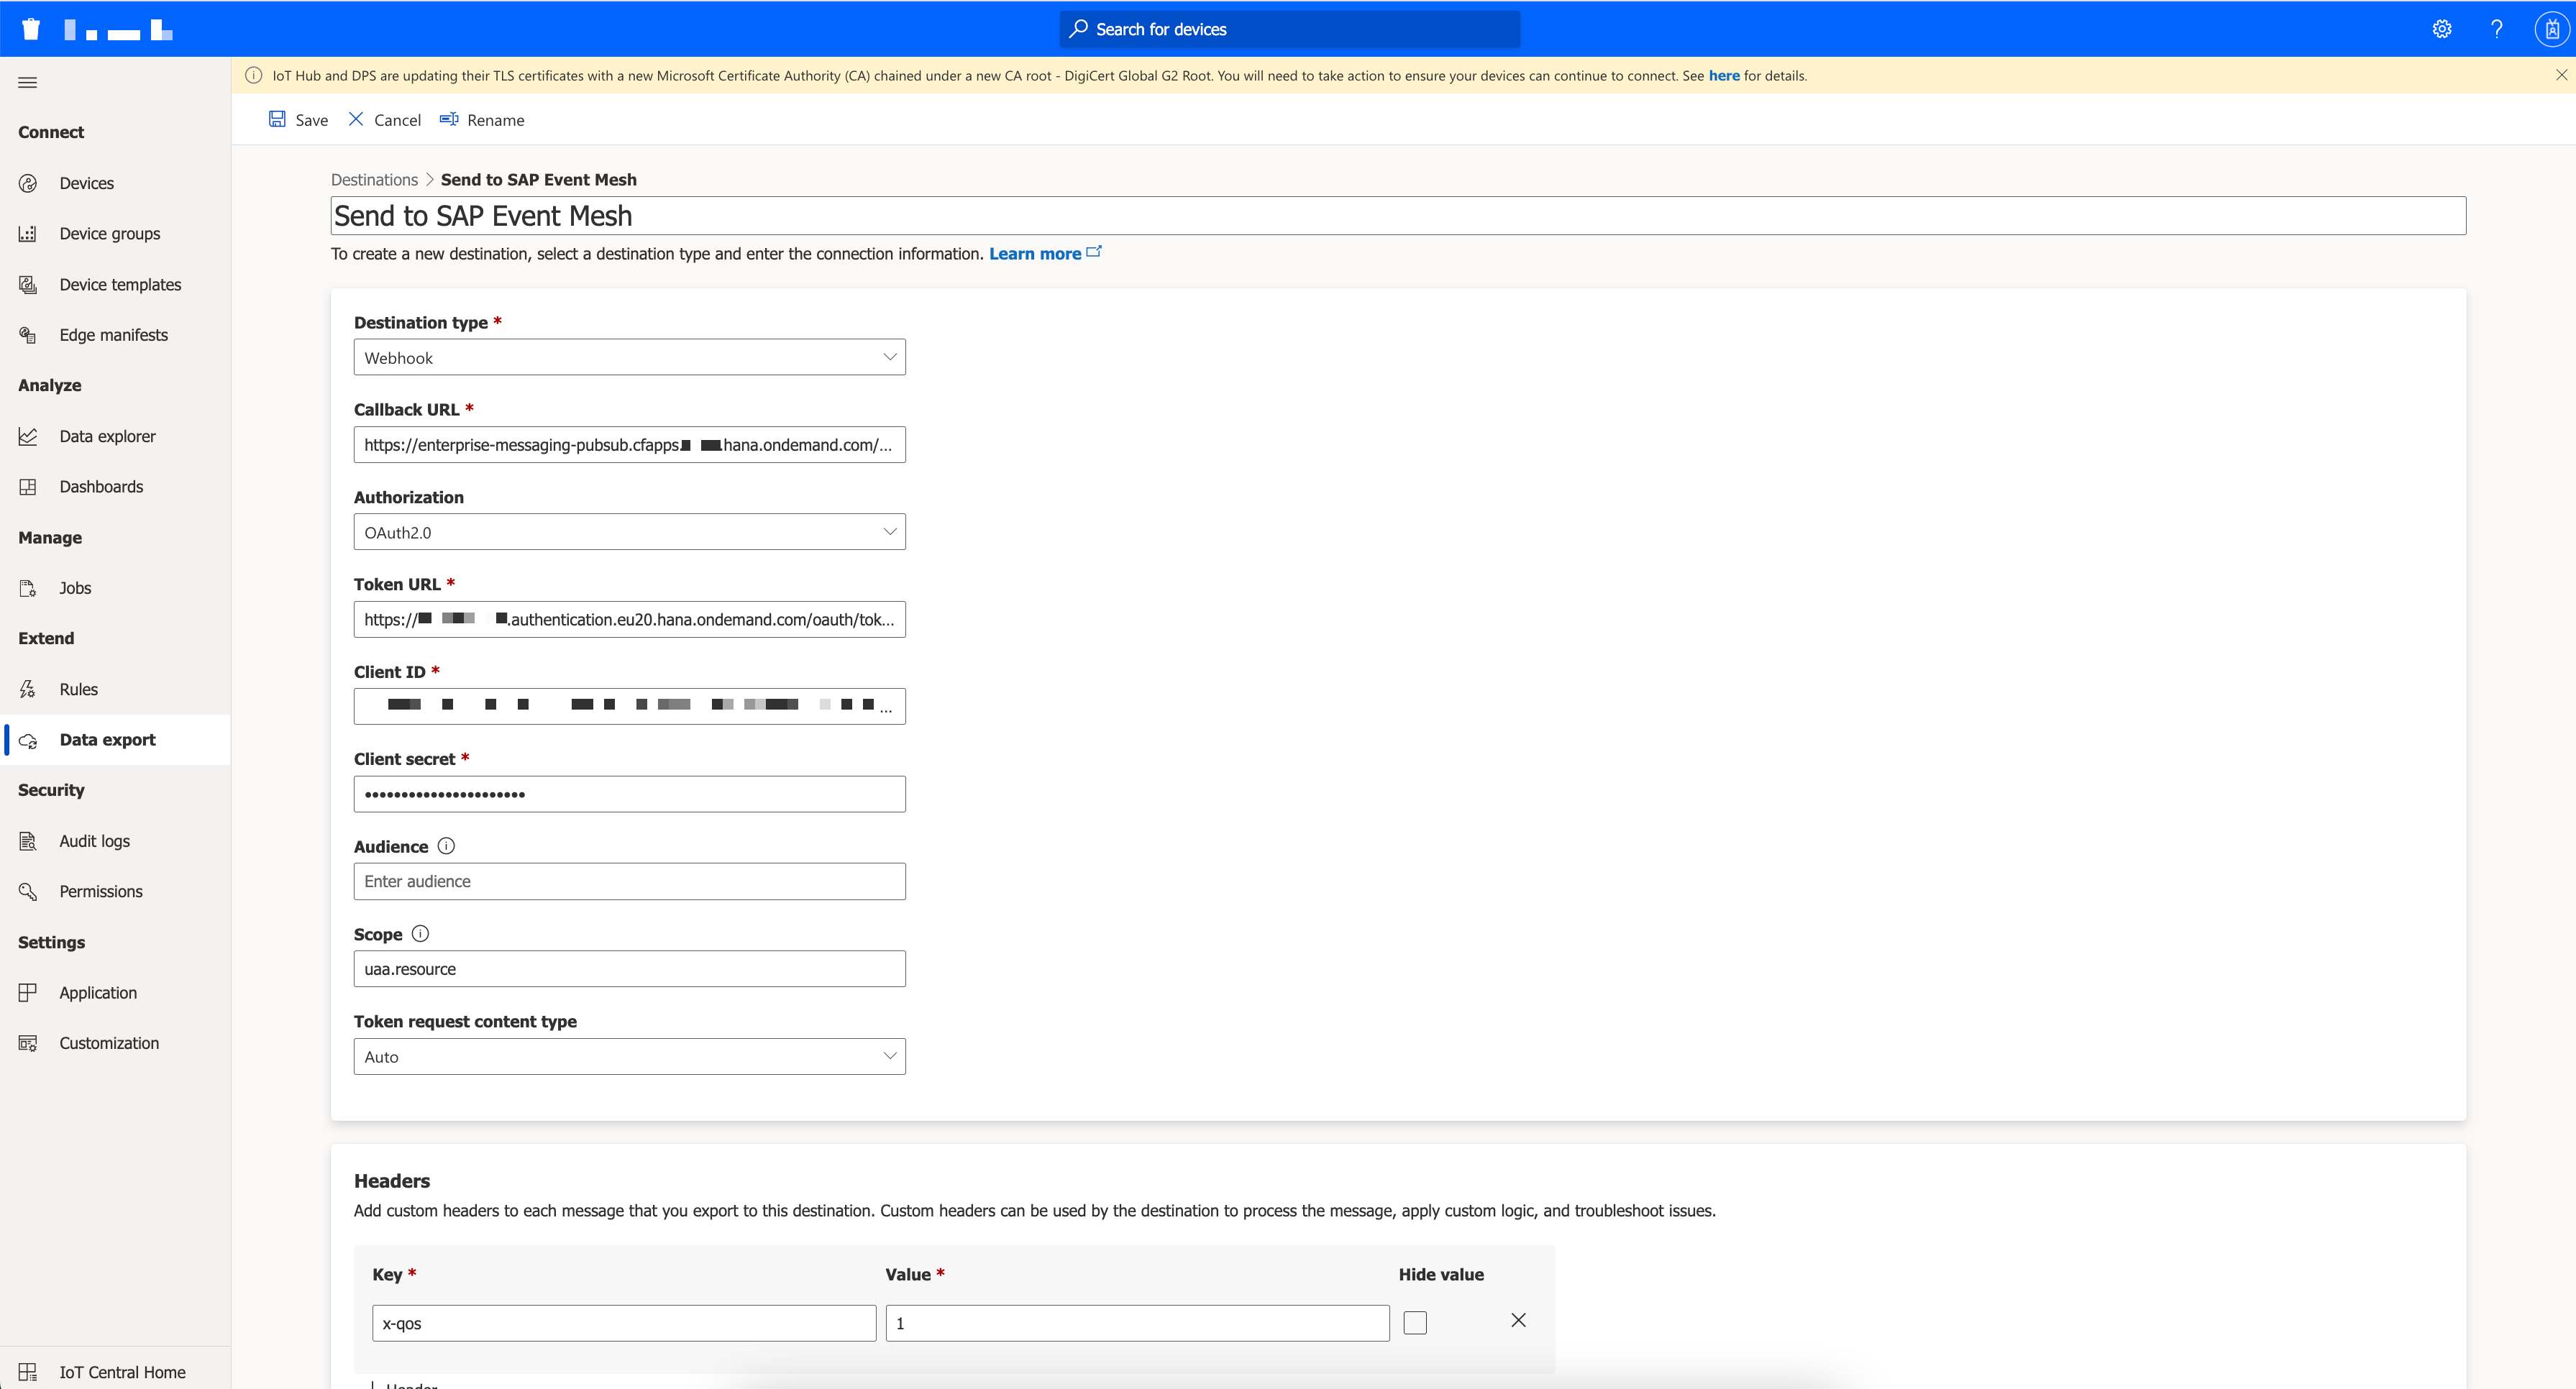 Search for devices
IoT Hub and DPS are updating their TLS certificates with a new Microsoft Certificate Authority (CA) chained under a new CA root - DigiCert Global G2 Root. You will need to take action to ensure your devices can continue to connect. See here for details.
Save Cancel Rename
Connect
Devices
Device groups
Device templates
Edge manifests
Analyze
Data explorer
Dashboards
Manage
Jobs
Extend
Rules
Data export
Security
Audit logs
Permissions
Settings
Application
Customization
IoT Central Home
Destinations > Send to SAP Event Mesh
Send to SAP Event Mesh
To create a new destination, select a destination type and enter the connection information. Learn more
Destination type *
Webhook
Callback URL *
https://enterprise-messaging-pubsub.cfapps. .hana.ondemand.com/...
Authorization
OAuth2.0
Token URL *
https:// .authentication.eu20.hana.ondemand.com/oauth/tok...
Client ID *
...
Client secret *
••••••••••••••••••••••
Audience
Enter audience
Scope
uaa.resource
Token request content type
Auto
Headers
Add custom headers to each message that you export to this destination. Custom headers can be used by the destination to process the message, apply custom logic, and troubleshoot issues.
Key * Value * Hide value
x-qos 1
Header